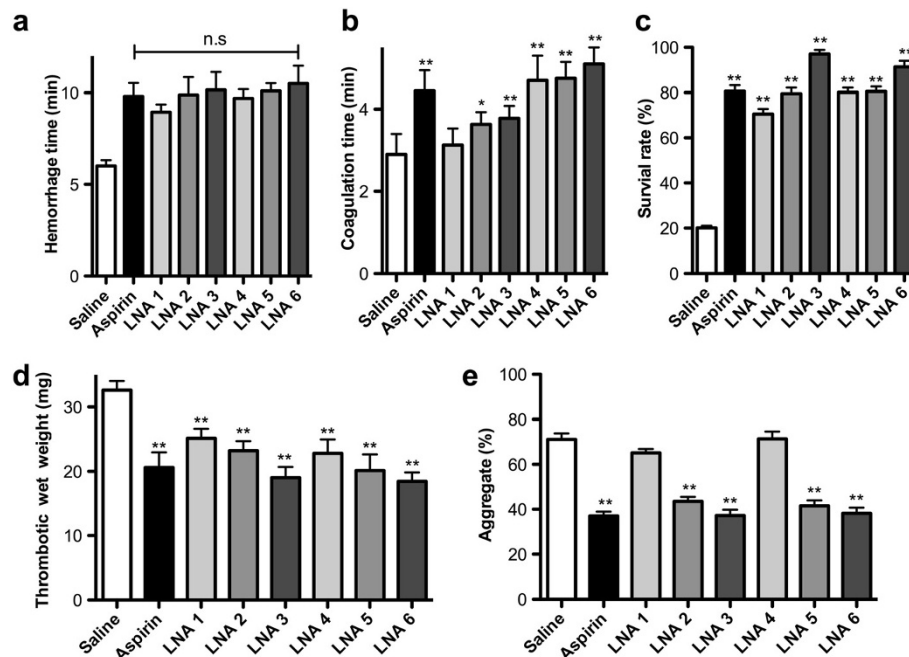 a
n.s
Hemorrhage time (min)
10
5
0
Saline
Aspirin
LNA 1
LNA 2
LNA 3
LNA 4
LNA 5
LNA 6
b
Coagulation time (min)
4
2
0
**
*
**
**
**
**
Saline
Aspirin
LNA 1
LNA 2
LNA 3
LNA 4
LNA 5
LNA 6
c
Survial rate (%)
100
80
60
40
20
0
**
**
**
**
**
**
**
Saline
Aspirin
LNA 1
LNA 2
LNA 3
LNA 4
LNA 5
LNA 6
d
Thrombotic wet weight (mg)
30
20
10
0
**
**
**
**
**
**
**
Saline
Aspirin
LNA 1
LNA 2
LNA 3
LNA 4
LNA 5
LNA 6
e
Aggregate (%)
100
80
60
40
20
0
**
**
**
**
**
Saline
Aspirin
LNA 1
LNA 2
LNA 3
LNA 4
LNA 5
LNA 6